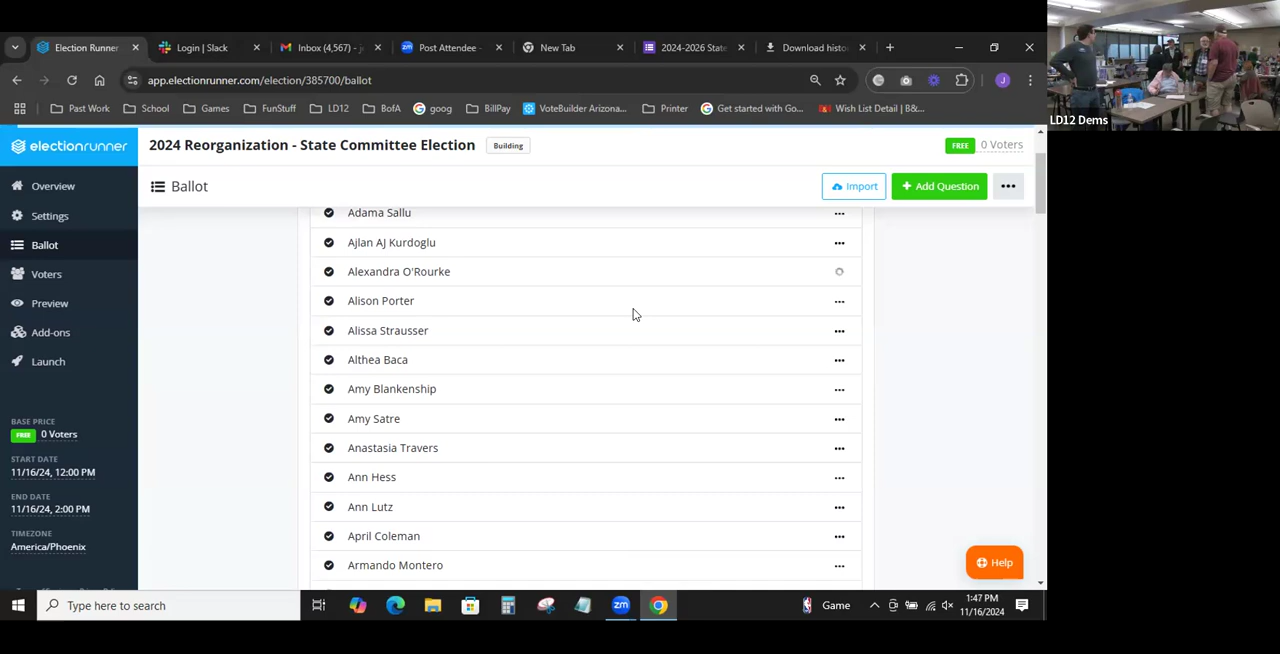 Election Runner
Login | Slack
Inbox (4,567) -
Post Attendee -
New Tab
2024-2026 State
Download histo
app.electionrunner.com/election/385700/ballot
J
Past Work
School
Games
FunStuff
LD12
BofA
goog
BillPay
VoteBuilder Arizona...
Printer
Get started with Go...
Wish List Detail | B&...
LD12 Dems
electionrunner
2024 Reorganization - State Committee Election
Building
FREE
0 Voters
Overview
Settings
Ballot
Voters
Preview
Add-ons
Launch
BASE PRICE
FREE 0 Voters
START DATE
11/16/24, 12:00 PM
END DATE
11/16/24, 2:00 PM
TIMEZONE
America/Phoenix
Ballot
Import
+ Add Question
Adama Sallu
Ajlan AJ Kurdoglu
Alexandra O'Rourke
Alison Porter
Alissa Strausser
Althea Baca
Amy Blankenship
Amy Satre
Anastasia Travers
Ann Hess
Ann Lutz
April Coleman
Armando Montero
Help
Type here to search
zm
Game
1:47 PM
11/16/2024